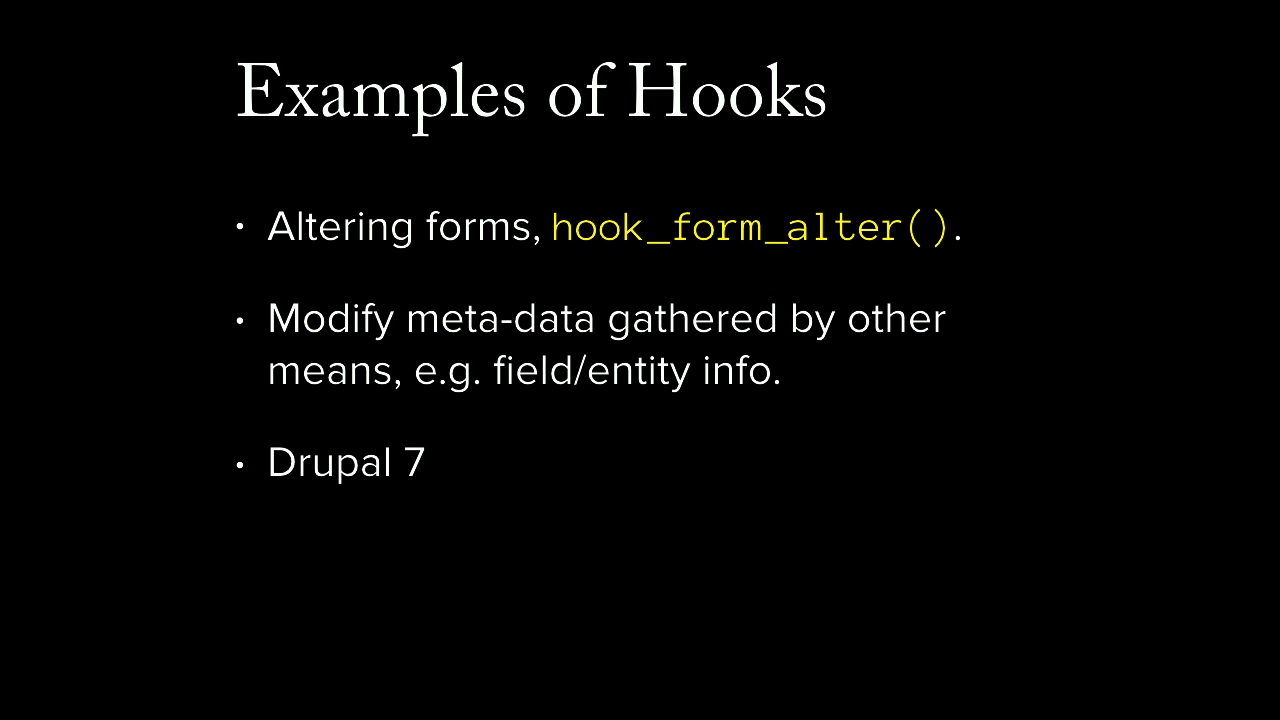 Examples of Hooks
• Altering forms, hook_form_alter().
• Modify meta-data gathered by other
means, e.g. field/entity info.
• Drupal 7